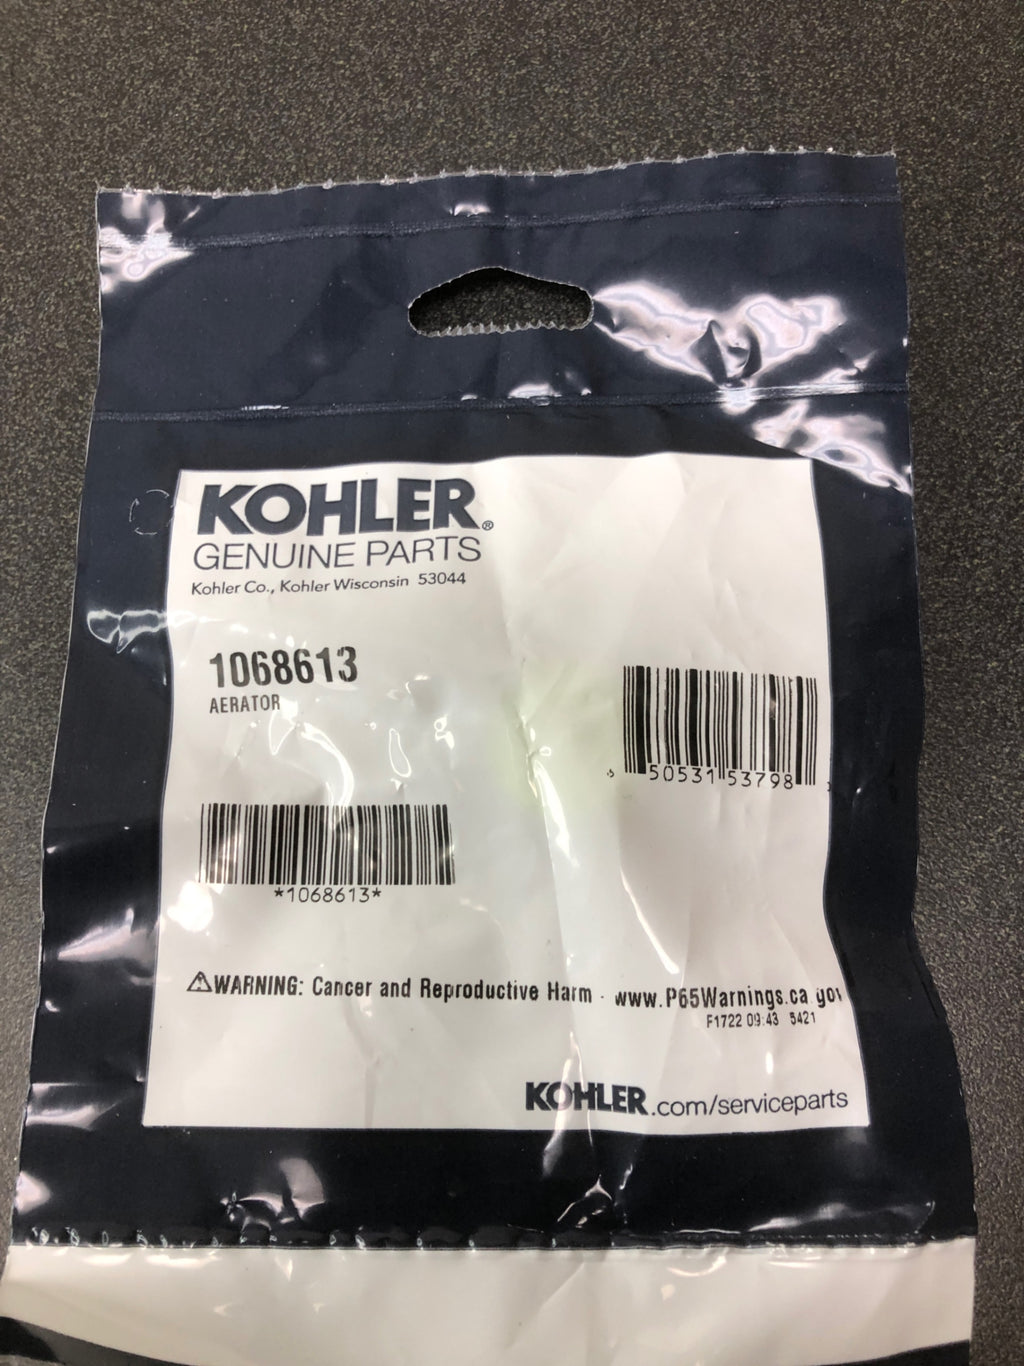 KOHLER®
GENUINE PARTS
Kohler Co., Kohler Wisconsin 53044
1068613
AERATOR
50531 53798
*1068613*
⚠WARNING: Cancer and Reproductive Harm - www.P65Warnings.ca.gov
F1722 09:43 5421
KOHLER.com/serviceparts